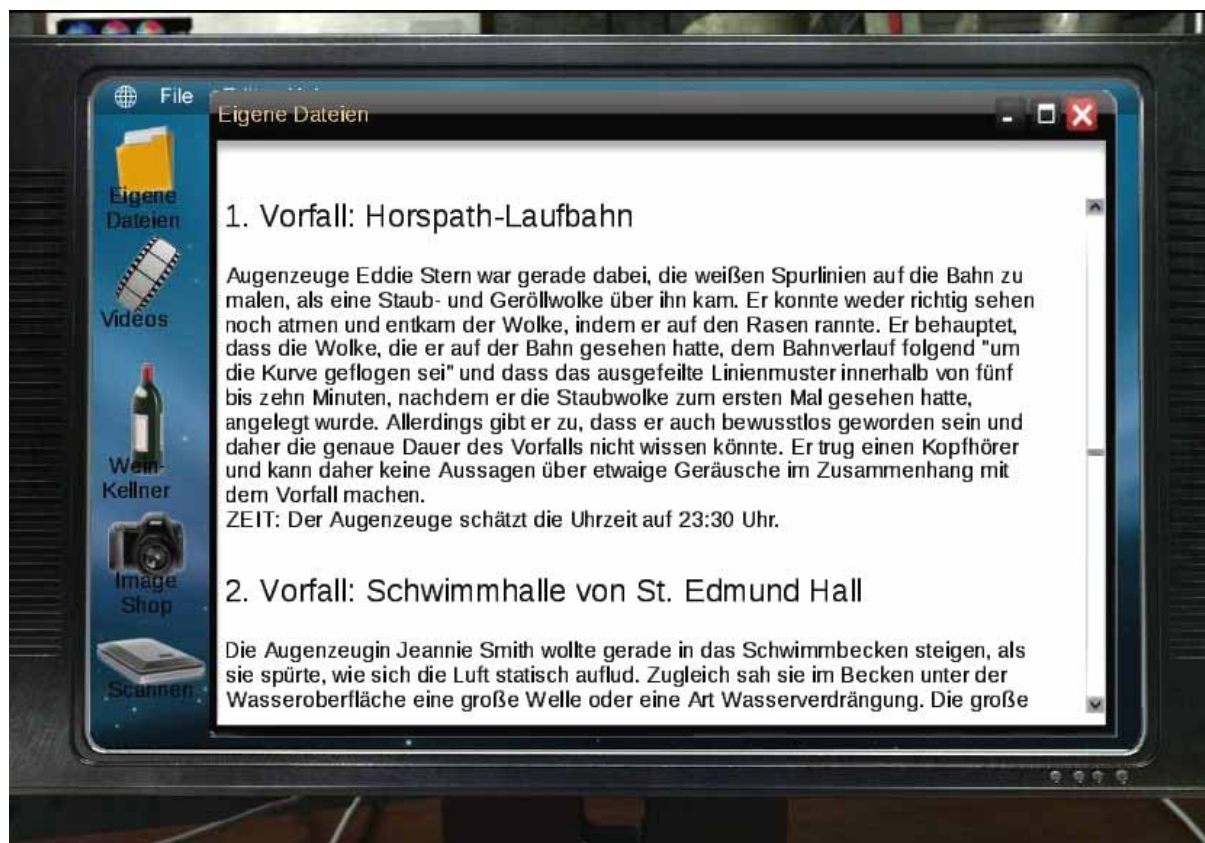 File
Eigene Dateien
Eigene
Dateien
Videos
Wein-
Kellner
Image
Shop
Scannen
1. Vorfall: Horspath-Laufbahn
Augenzeuge Eddie Stern war gerade dabei, die weißen Spurlinien auf die Bahn zu
malen, als eine Staub- und Geröllwolke über ihn kam. Er konnte weder richtig sehen
noch atmen und entkam der Wolke, indem er auf den Rasen rannte. Er behauptet,
dass die Wolke, die er auf der Bahn gesehen hatte, dem Bahnverlauf folgend "um
die Kurve geflogen sei" und dass das ausgefeilte Linienmuster innerhalb von fünf
bis zehn Minuten, nachdem er die Staubwolke zum ersten Mal gesehen hatte,
angelegt wurde. Allerdings gibt er zu, dass er auch bewusstlos geworden sein und
daher die genaue Dauer des Vorfalls nicht wissen könnte. Er trug einen Kopfhörer
und kann daher keine Aussagen über etwaige Geräusche im Zusammenhang mit
dem Vorfall machen.
ZEIT: Der Augenzeuge schätzt die Uhrzeit auf 23:30 Uhr.
2. Vorfall: Schwimmhalle von St. Edmund Hall
Die Augenzeugin Jeannie Smith wollte gerade in das Schwimmbecken steigen, als
sie spürte, wie sich die Luft statisch auflud. Zugleich sah sie im Becken unter der
Wasseroberfläche eine große Welle oder eine Art Wasserverdrängung. Die große